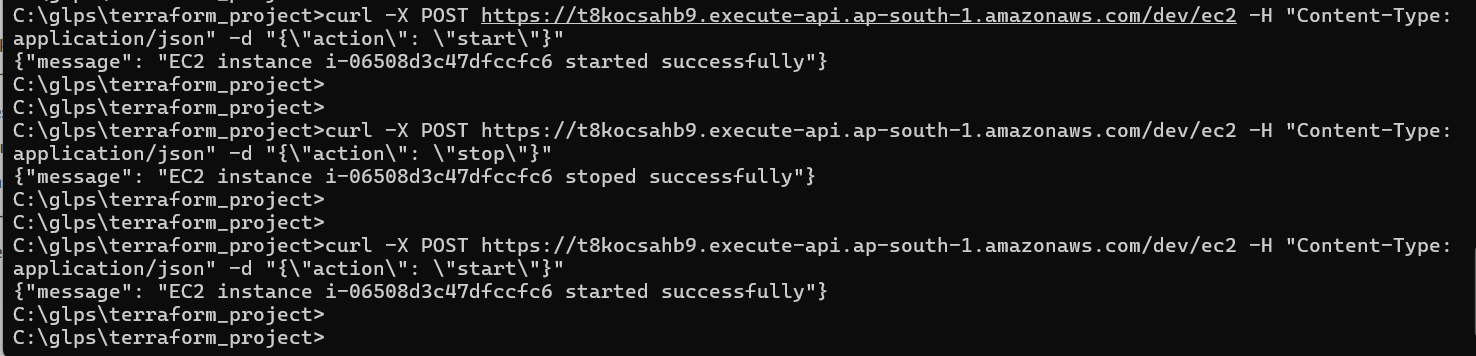 C:\glps\terraform_project>curl -X POST https://t8kocsahb9.execute-api.ap-south-1.amazonaws.com/dev/ec2 -H "Content-Type:
application/json" -d "{\"action\": \"start\"}"
{"message": "EC2 instance i-06508d3c47dfccfc6 started successfully"}
C:\glps\terraform_project>
C:\glps\terraform_project>
C:\glps\terraform_project>curl -X POST https://t8kocsahb9.execute-api.ap-south-1.amazonaws.com/dev/ec2 -H "Content-Type:
application/json" -d "{\"action\": \"stop\"}"
{"message": "EC2 instance i-06508d3c47dfccfc6 stoped successfully"}
C:\glps\terraform_project>
C:\glps\terraform_project>
C:\glps\terraform_project>curl -X POST https://t8kocsahb9.execute-api.ap-south-1.amazonaws.com/dev/ec2 -H "Content-Type:
application/json" -d "{\"action\": \"start\"}"
{"message": "EC2 instance i-06508d3c47dfccfc6 started successfully"}
C:\glps\terraform_project>
C:\glps\terraform_project>